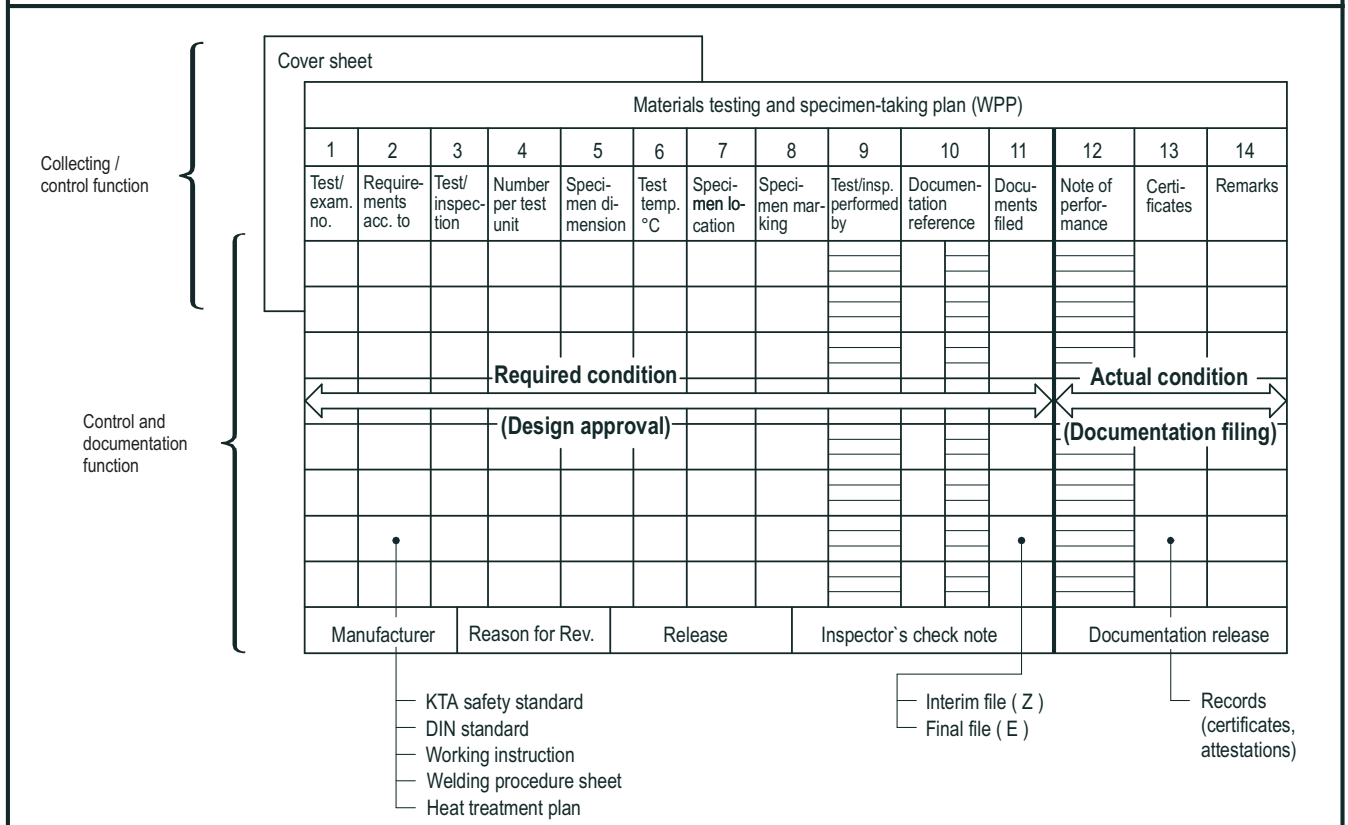 Cover sheet
Materials testing and specimen-taking plan (WPP)
Collecting /
control function
1 2 3 4 5 6 7 8 9 10 11 12 13 14
Test/
exam.
no.
Require-
ments
acc. to
Test/
inspec-
tion
Number
per test
unit
Speci-
men di-
mension
Test
temp.
°C
Speci-
men lo-
cation
Speci-
men mar-
king
Test/insp.
performed
by
Documen-
tation
reference
Docu-
ments
filed
Note of
perfor-
mance
Certi-
ficates
Remarks
Required condition
(Design approval)
Actual condition
(Documentation filing)
Control and
documentation
function
Manufacturer
Reason for Rev.
Release
Inspector`s check note
Documentation release
KTA safety standard
DIN standard
Working instruction
Welding procedure sheet
Heat treatment plan
Interim file ( Z )
Final file ( E )
Records
(certificates,
attestations)